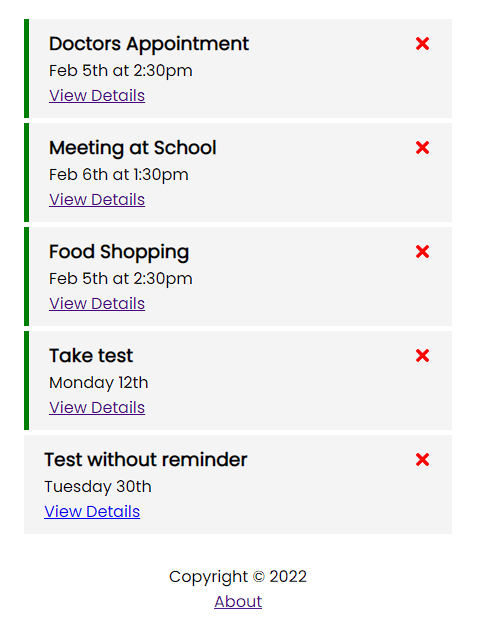 Doctors Appointment
Feb 5th at 2:30pm
View Details
Meeting at School
Feb 6th at 1:30pm
View Details
Food Shopping
Feb 5th at 2:30pm
View Details
Take test
Monday 12th
View Details
Test without reminder
Tuesday 30th
View Details
Copyright © 2022
About